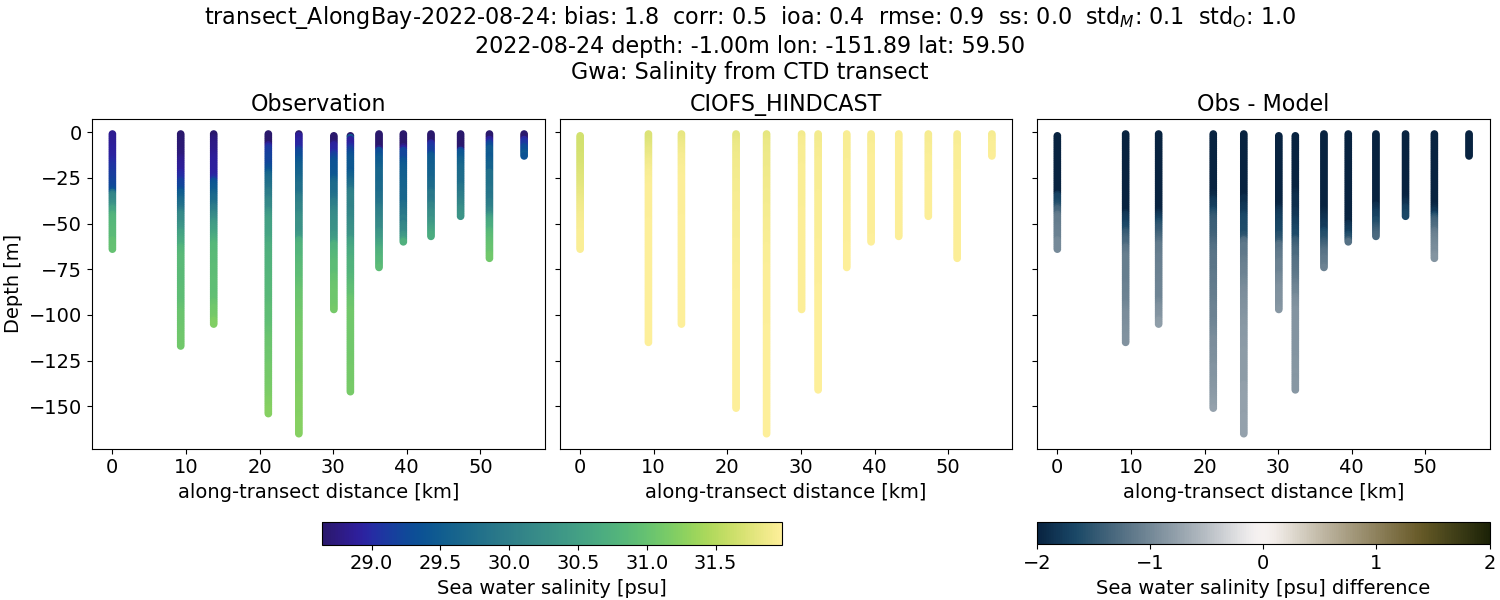 transect_AlongBay-2022-08-24: bias: 1.8 corr: 0.5 ioa: 0.4 rmse: 0.9 ss: 0.0 std_M: 0.1 std_O: 1.0
2022-08-24 depth: -1.00m lon: -151.89 lat: 59.50
Gwa: Salinity from CTD transect
Observation CIOFS_HINDCAST Obs - Model
0
−25
−50
−75
−100
−125
−150
Depth [m]
0 10 20 30 40 50 0 10 20 30 40 50 0 10 20 30 40 50
along-transect distance [km] along-transect distance [km] along-transect distance [km]
29.0 29.5 30.0 30.5 31.0 31.5 −2 −1 0 1 2
Sea water salinity [psu] Sea water salinity [psu] difference